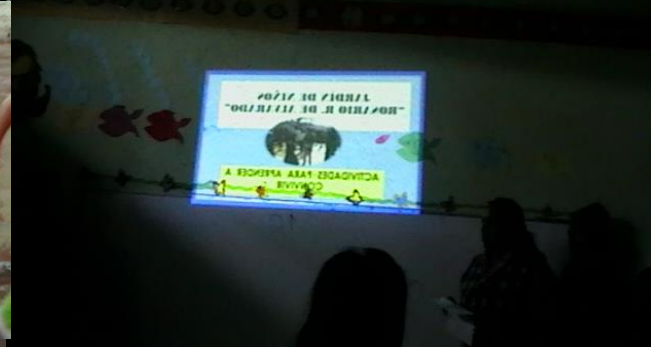 JARDIN DE NIÑOS
"ROSARIO R. DE ALVARADO"
ACTIVIDADES PARA APRENDER A
CONVIVIR